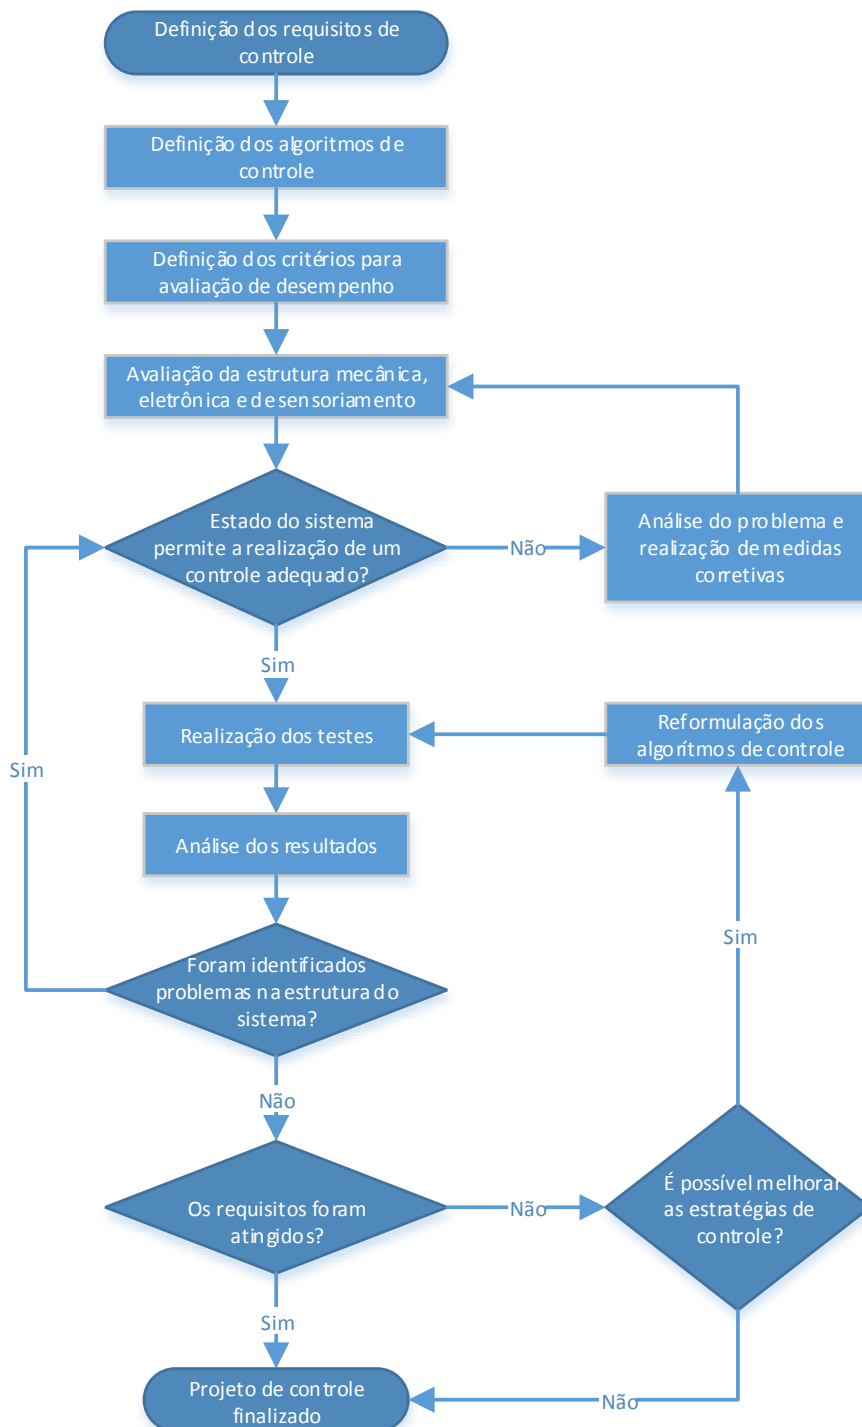 Definição dos requisitos de
controle
Definição dos algoritmos de
controle
Definição dos critérios para
avaliação de desempenho
Avaliação da estrutura mecânica,
eletrônica e de sensoriamento
Estado do sistema
permite a realização de um
controle adequado?
Não
Análise do problema e
realização de medidas
corretivas
Sim
Realização dos testes
Reformulação dos
algorítmos de controle
Sim
Análise dos resultados
Sim
Foram identificados
problemas na estrutura do
sistema?
Não
Os requisitos foram
atingidos?
Não
É possível melhorar
as estratégias de
controle?
Sim
Projeto de controle
finalizado
Não